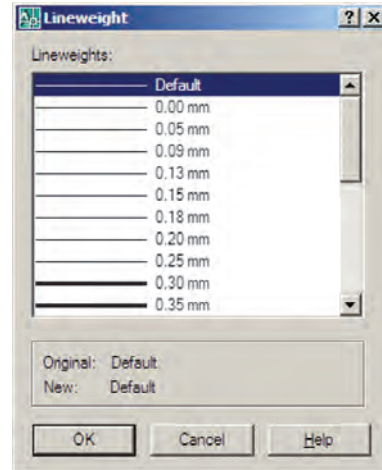 Lineweight
Lineweights:
Default
0.00 mm
0.05 mm
0.09 mm
0.13 mm
0.15 mm
0.18 mm
0.20 mm
0.25 mm
0.30 mm
0.35 mm
Original: Default
New: Default
OK Cancel Help